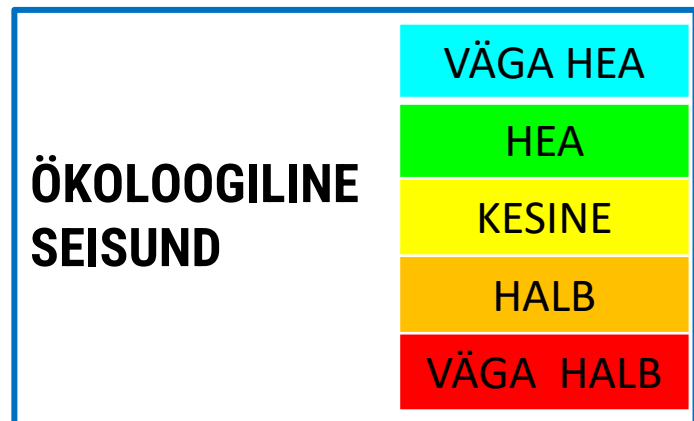 ÖKOLOOGILINE
SEISUND
VÄGA HEA
HEA
KESINE
HALB
VÄGA HALB